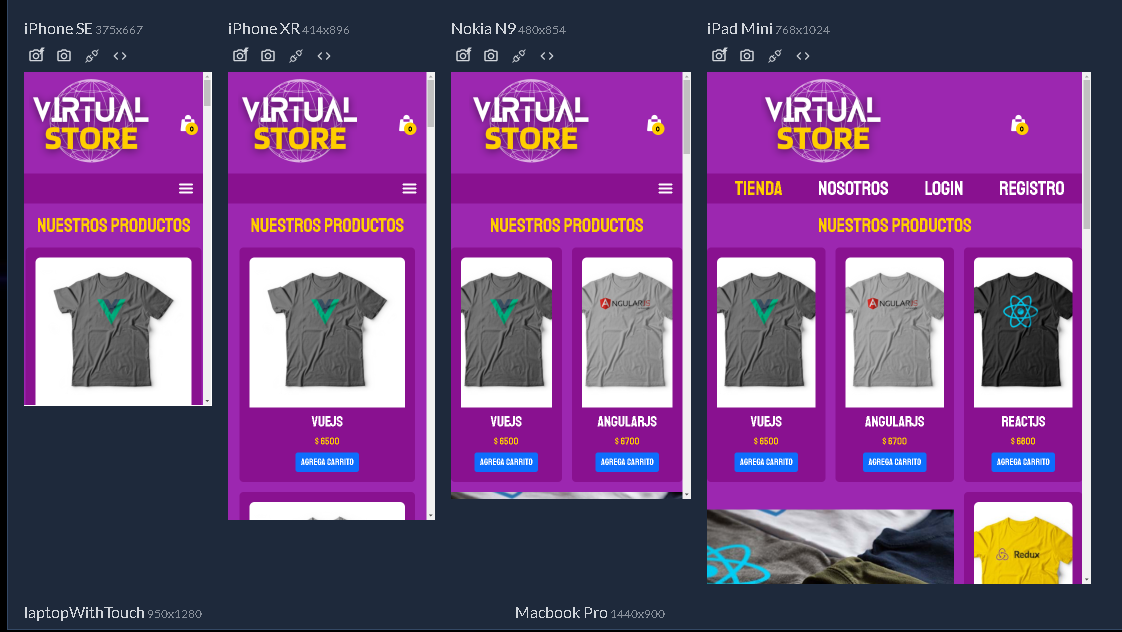 iPhone SE 375x667
iPhone XR 414x896
Nokia N9 480x854
iPad Mini 768x1024
VIRTUAL
STORE
0
NUESTROS PRODUCTOS
VIRTUAL
STORE
0
NUESTROS PRODUCTOS
VUEJS
$ 6500
AGREGA CARRITO
VIRTUAL
STORE
0
NUESTROS PRODUCTOS
ANGULARJS
VUEJS
$ 6500
AGREGA CARRITO
ANGULARJS
$ 6700
AGREGA CARRITO
VIRTUAL
STORE
0
TIENDA NOSOTROS LOGIN REGISTRO
NUESTROS PRODUCTOS
ANGULARJS
VUEJS
$ 6500
AGREGA CARRITO
ANGULARJS
$ 6700
AGREGA CARRITO
REACTJS
$ 6800
AGREGA CARRITO
Redux
laptopWithTouch 950x1280
Macbook Pro 1440x900